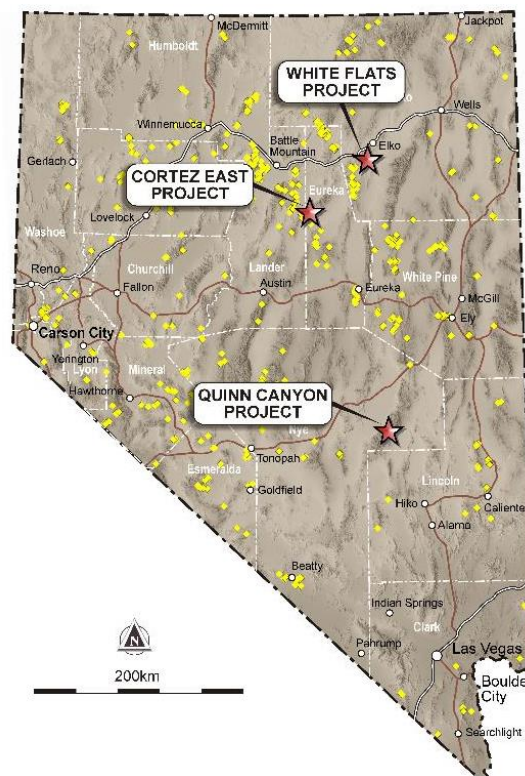 McDermitt
Jackpot
Humboldt
WHITE FLATS
PROJECT
Wells
Winnemucca
Battle
Mountain
Elko
Gerlach
CORTEZ EAST
PROJECT
Eureka
Lovelock
Washoe
Churchill
Lander
White Pine
Reno
Fallon
Austin
Eureka
McGill
Ely
Carson City
Yerington
Lyon
Mineral
Hawthorne
QUINN CANYON
PROJECT
Nye
Tonopah
Esmeralda
Goldfield
Lincoln
Hiko
Caliente
Alamo
Beatty
Indian Springs
Clark
N
Pahrump
Las Vegas
200km
Boulder
City
Searchlight